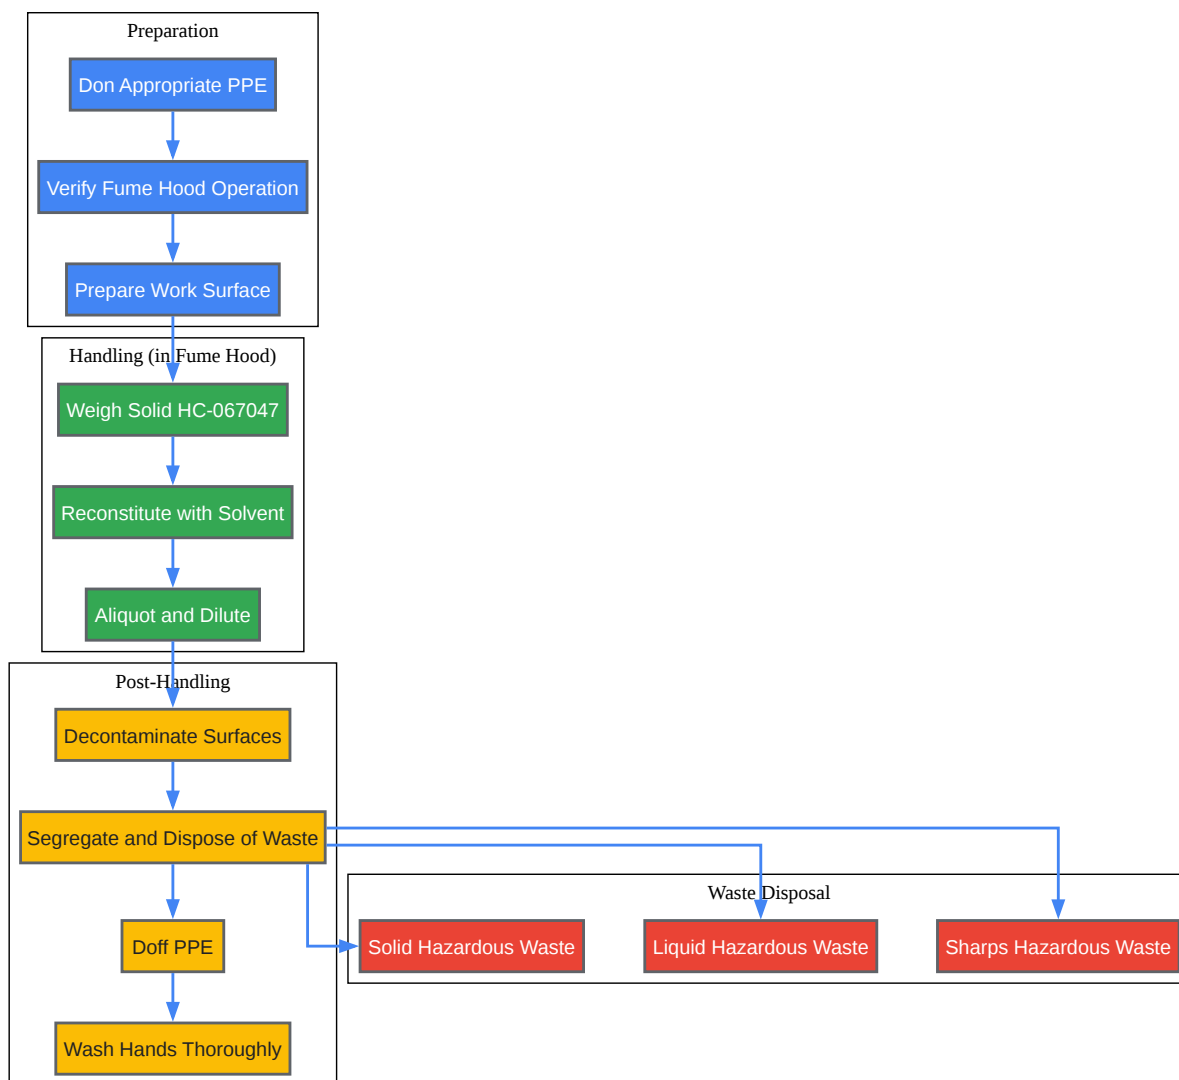 Preparation
Don Appropriate PPE
Verify Fume Hood Operation
Prepare Work Surface
Handling (in Fume Hood)
Weigh Solid HC-067047
Reconstitute with Solvent
Aliquot and Dilute
Post-Handling
Decontaminate Surfaces
Segregate and Dispose of Waste
Doff PPE
Wash Hands Thoroughly
Waste Disposal
Solid Hazardous Waste
Liquid Hazardous Waste
Sharps Hazardous Waste